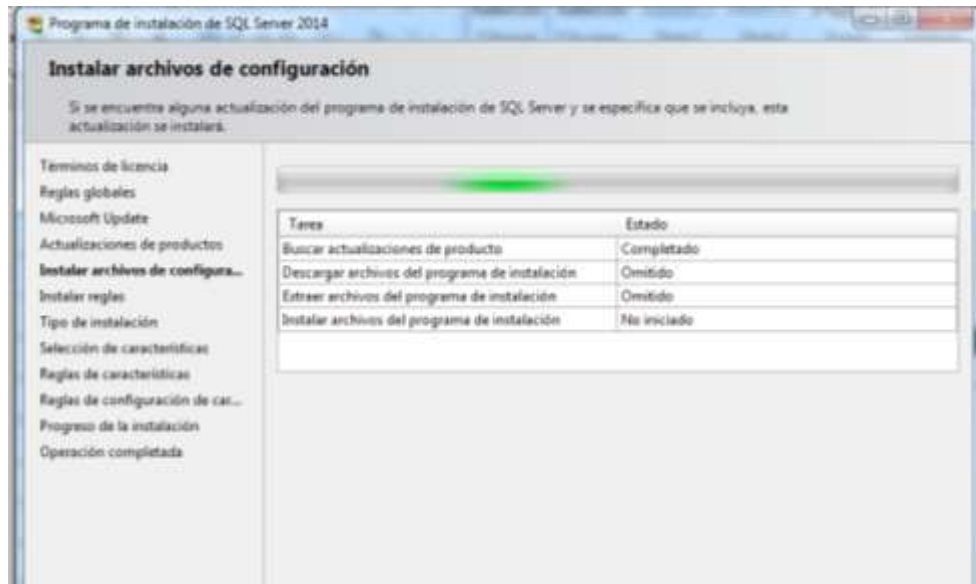 Programa de instalación de SQL Server 2014
Instalar archivos de configuración
Si se encuentra alguna actualización del programa de instalación de SQL Server y se especifica que se incluya, esta
actualización se instalará.
Términos de licencia
Reglas globales
Microsoft Update
Actualizaciones de productos
Instalar archivos de configura...
Instalar reglas
Tipo de instalación
Selección de características
Reglas de características
Reglas de configuración de car...
Progreso de la instalación
Operación completada
Tarea Estado
Buscar actualizaciones de producto Completado
Descargar archivos del programa de instalación Omitido
Extraer archivos del programa de instalación Omitido
Instalar archivos del programa de instalación No iniciado